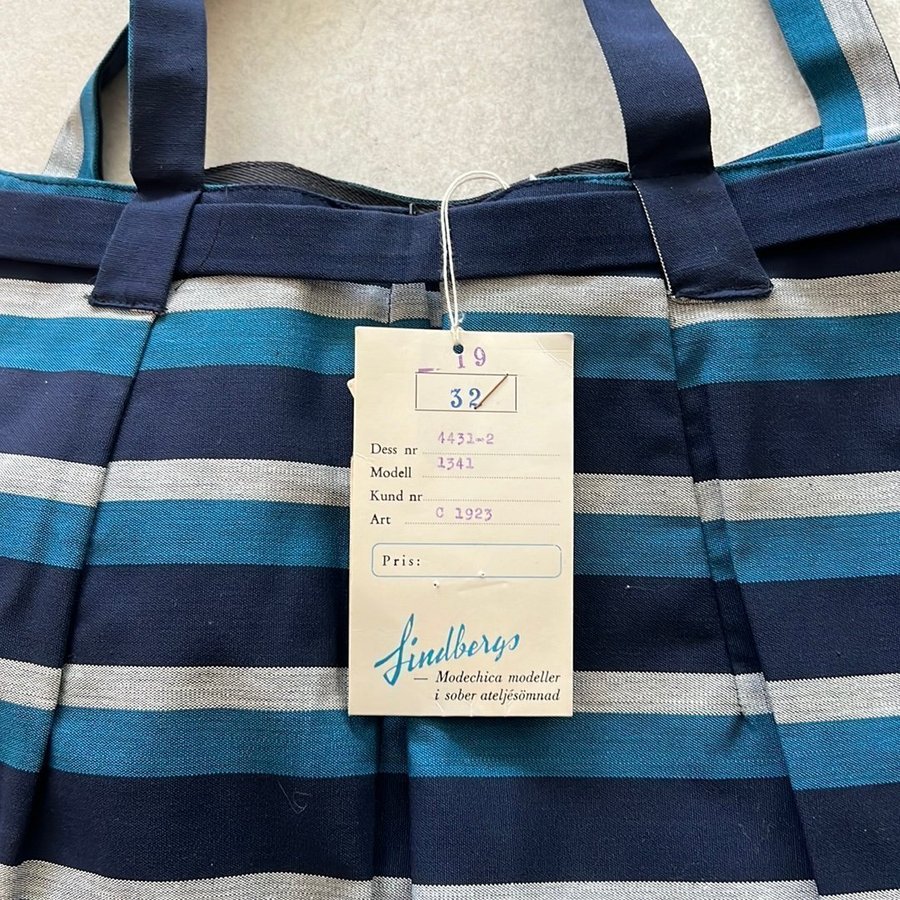 19
32
Dess nr 4431-2
Modell 1341
Kund nr
Art C 1923
Pris:
Lindbergs
— Modechica modeller
i sober ateljésömnad